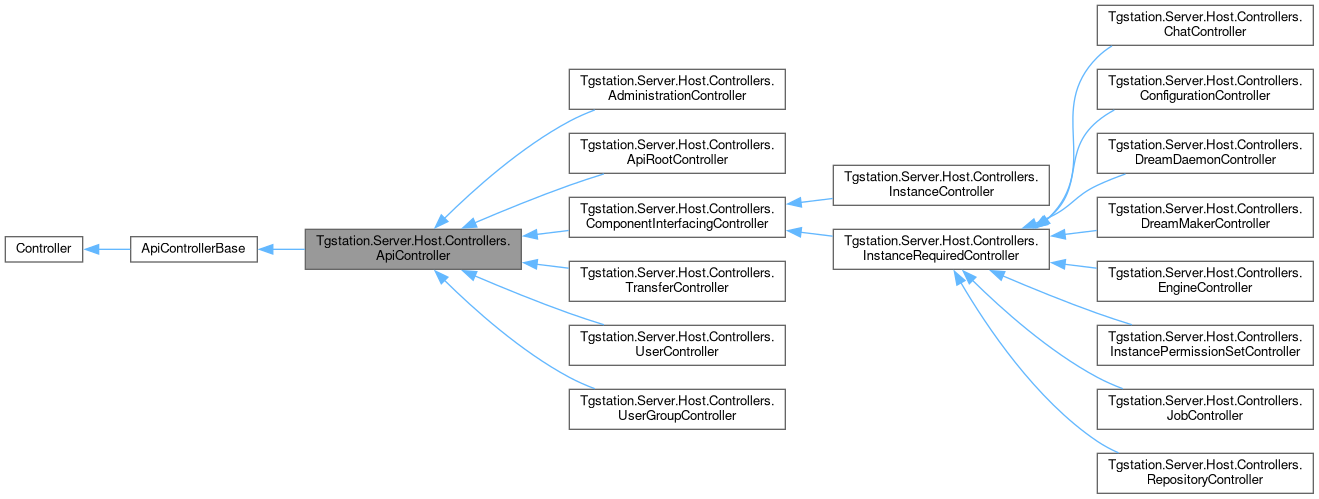 Controller
ApiControllerBase
Tgstation.Server.Host.Controllers.
ApiController
Tgstation.Server.Host.Controllers.
AdministrationController
Tgstation.Server.Host.Controllers.
ApiRootController
Tgstation.Server.Host.Controllers.
ComponentInterfacingController
Tgstation.Server.Host.Controllers.
TransferController
Tgstation.Server.Host.Controllers.
UserController
Tgstation.Server.Host.Controllers.
UserGroupController
Tgstation.Server.Host.Controllers.
InstanceController
Tgstation.Server.Host.Controllers.
InstanceRequiredController
Tgstation.Server.Host.Controllers.
ChatController
Tgstation.Server.Host.Controllers.
ConfigurationController
Tgstation.Server.Host.Controllers.
DreamDaemonController
Tgstation.Server.Host.Controllers.
DreamMakerController
Tgstation.Server.Host.Controllers.
EngineController
Tgstation.Server.Host.Controllers.
InstancePermissionSetController
Tgstation.Server.Host.Controllers.
JobController
Tgstation.Server.Host.Controllers.
RepositoryController